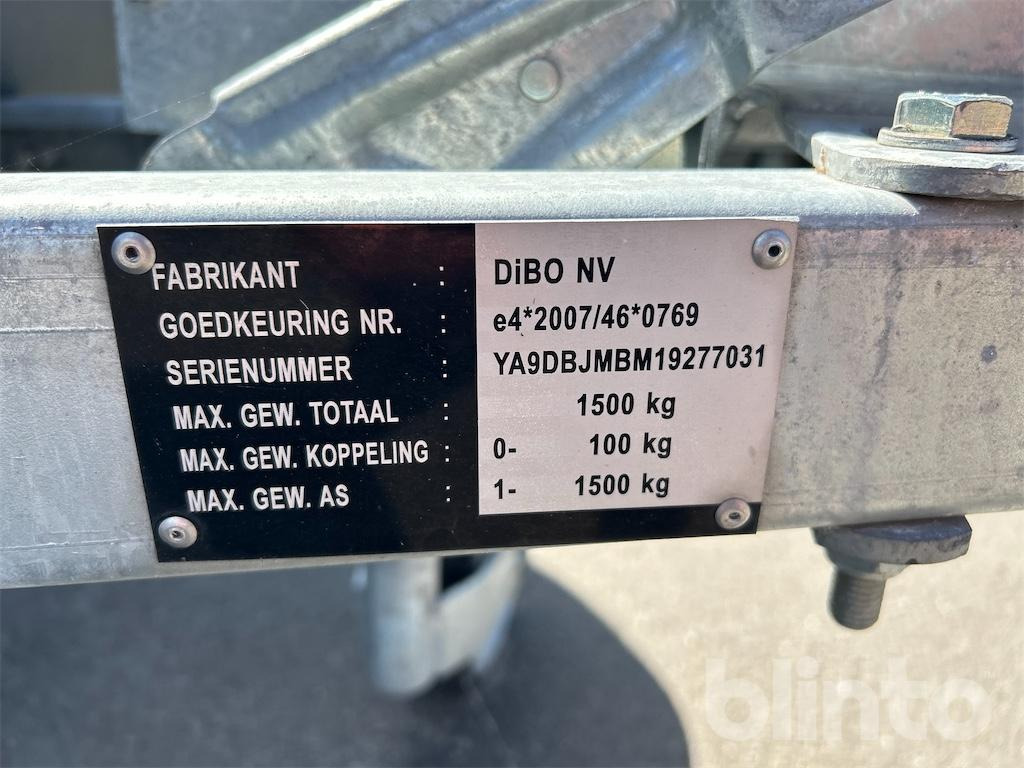 FABRIKANT : DiBO NV
GOEDKEURING NR. : e4*2007/46*0769
SERIENUMMER : YA9DBJMBM19277031
MAX. GEW. TOTAAL : 1500 kg
MAX. GEW. KOPPELING : 0- 100 kg
MAX. GEW. AS : 1- 1500 kg
blinto